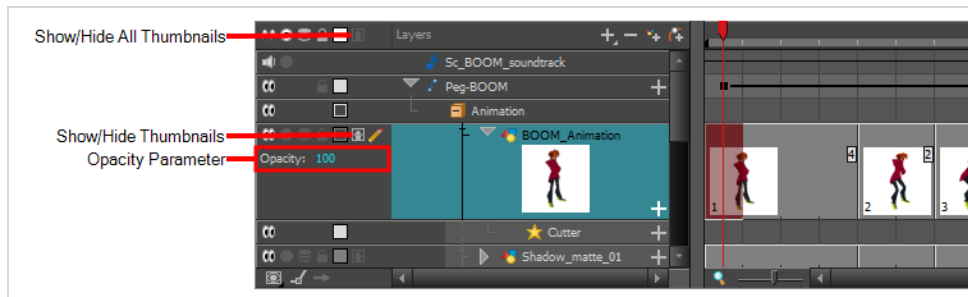 Show/Hide All Thumbnails
Layers
Sc_BOOM_soundtrack
Peg-BOOM
Animation
Show/Hide Thumbnails
BOOM_Animation
Opacity Parameter
Opacity: 100
4
2
1
2
3
Cutter
Shadow_matte_01